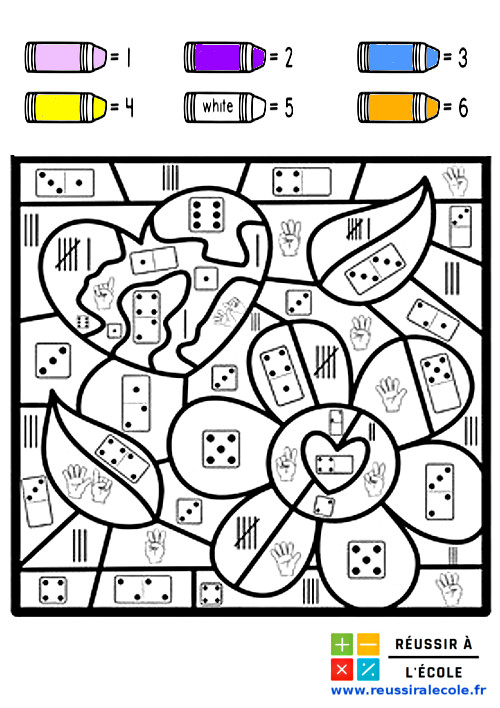 = 1
= 2
= 3
= 4
white = 5
= 6
RÉUSSIR À
L'ÉCOLE
www.reussiralecole.fr